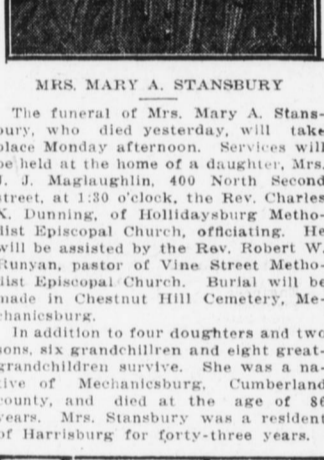 MRS. MARY A. STANSBURY
The funeral of Mrs. Mary A. Stans-
bury, who died yesterday, will take
place Monday afternoon. Services will
be held at the home of a daughter, Mrs.
J. J. Maglaughlin, 400 North Second
street, at 1:30 o'clock, the Rev. Charles
K. Dunning, of Hollidaysburg Metho-
dist Episcopal Church, officiating. He
will be assisted by the Rev. Robert W.
Runyan, pastor of Vine Street Metho-
dist Episcopal Church. Burial will be
made in Chestnut Hill Cemetery, Me-
chanicsburg.
In addition to four doughters and two
sons, six grandchillren and eight great-
grandchildren survive. She was a na-
tive of Mechanicsburg, Cumberland
county, and died at the age of 86
years. Mrs. Stansbury was a resident
of Harrisburg for forty-three years.